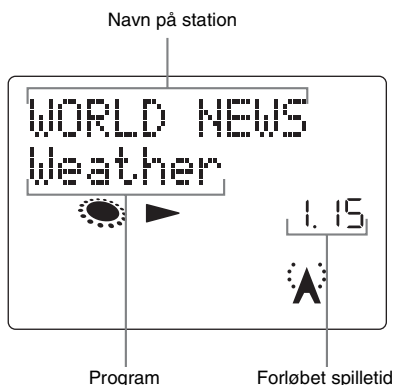 Navn på station
WORLD NEWS
Weather
1.15
Program Forløbet spilletid